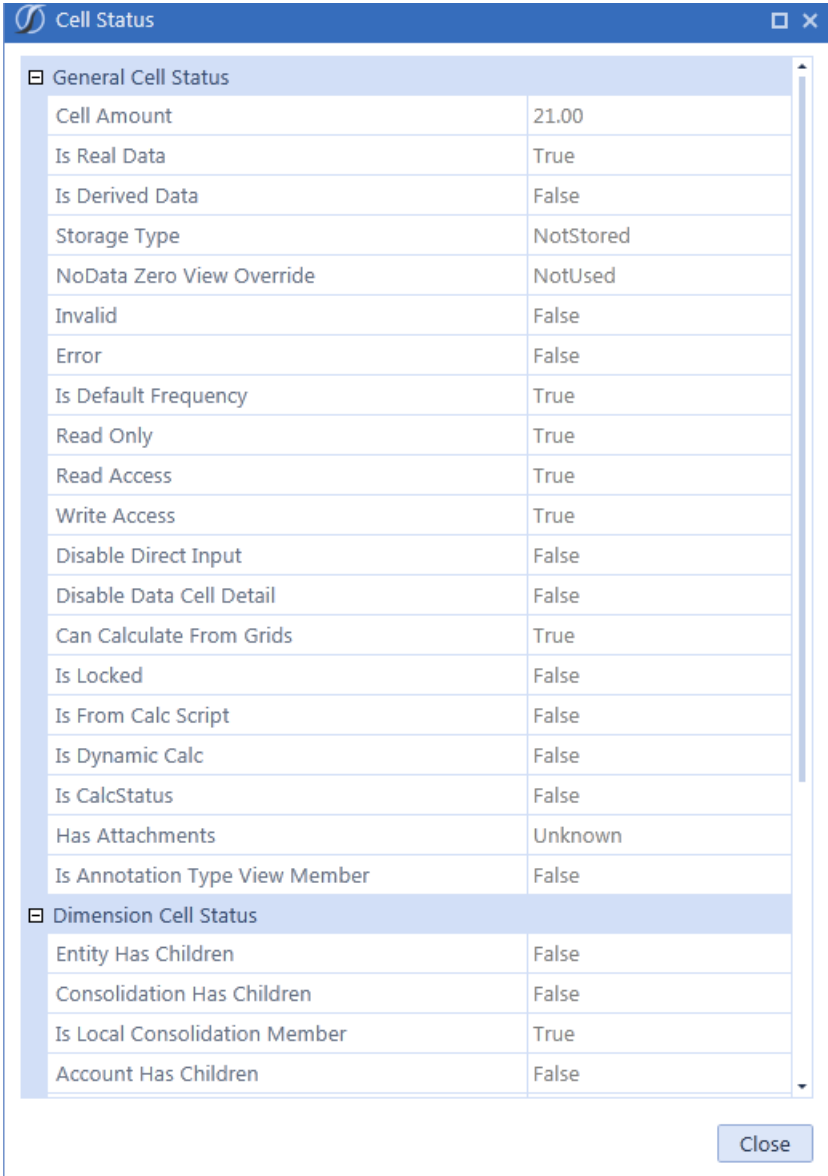 Cell Status
General Cell Status
Cell Amount 21.00
Is Real Data True
Is Derived Data False
Storage Type NotStored
NoData Zero View Override NotUsed
Invalid False
Error False
Is Default Frequency True
Read Only True
Read Access True
Write Access True
Disable Direct Input False
Disable Data Cell Detail False
Can Calculate From Grids True
Is Locked False
Is From Calc Script False
Is Dynamic Calc False
Is CalcStatus False
Has Attachments Unknown
Is Annotation Type View Member False
Dimension Cell Status
Entity Has Children False
Consolidation Has Children False
Is Local Consolidation Member True
Account Has Children False
Close